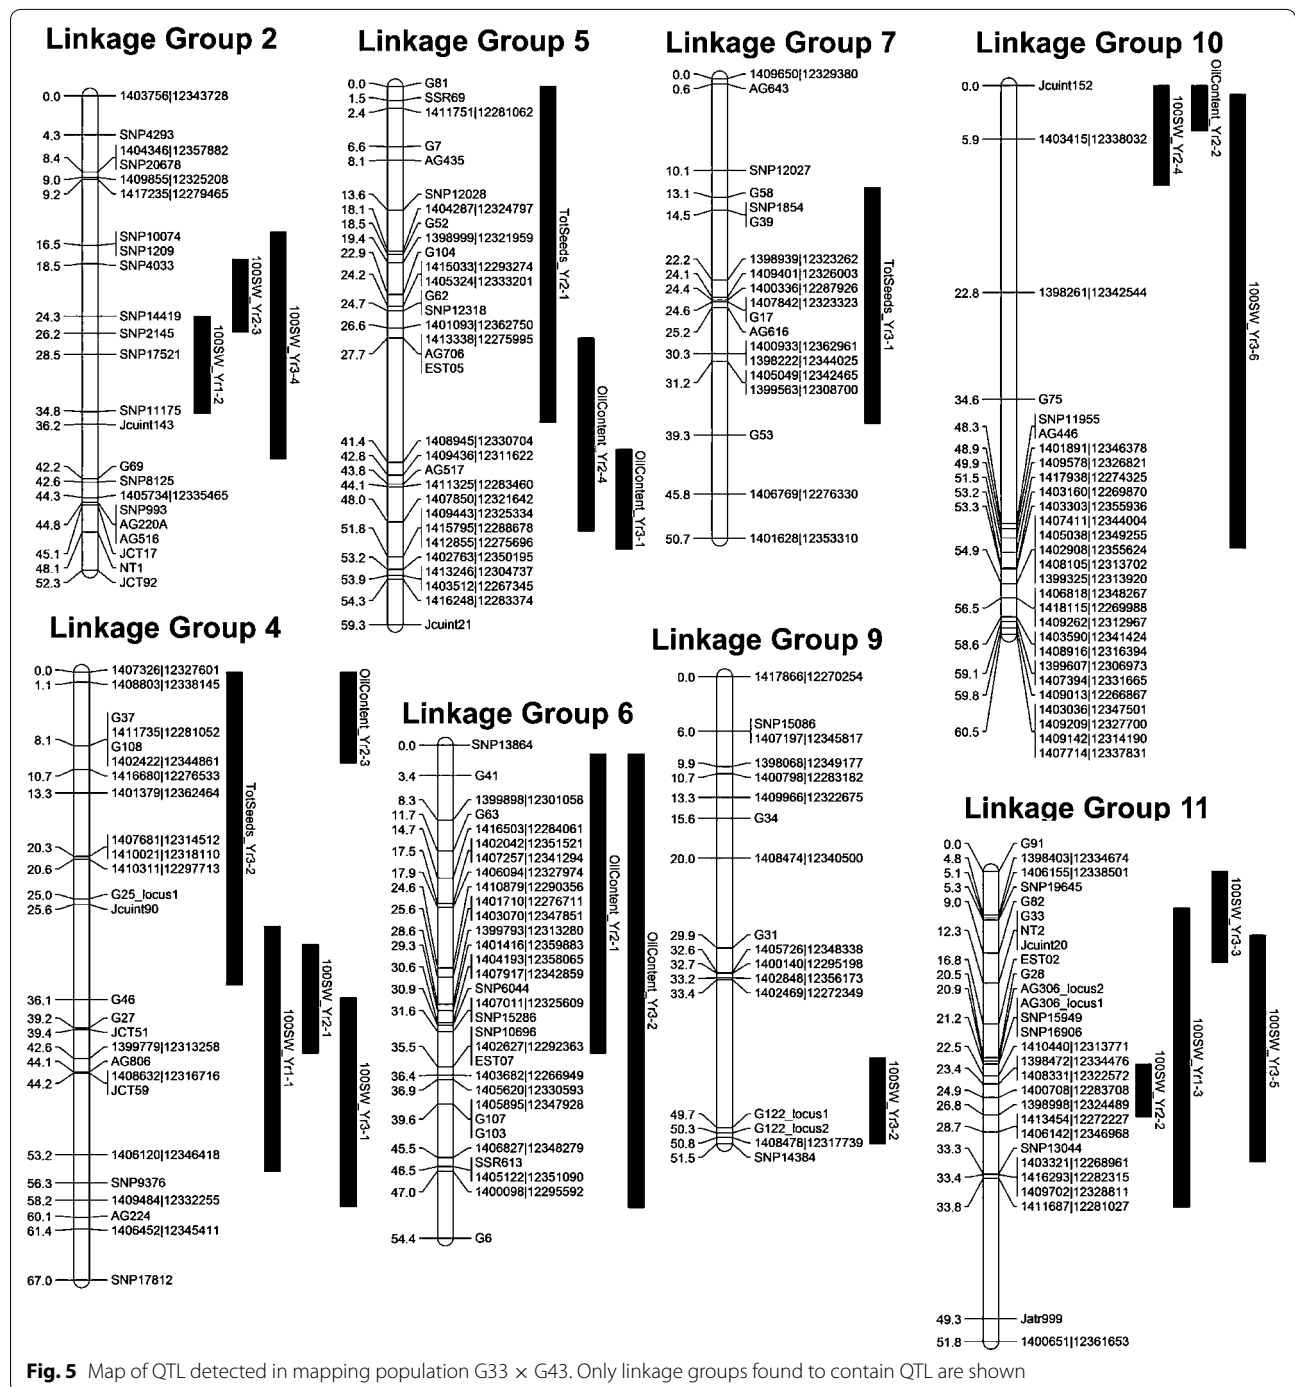 Linkage Group 2
0.0 1403756|12343728
4.3 SNP4293
1404346|12357882
8.4 SNP20678
9.0 1409855|12325208
9.2 1417235|12279465
SNP10074
16.5 SNP1209
18.5 SNP4033
24.3 SNP14419
26.2 SNP2145
28.5 SNP17521
34.8 SNP11175
36.2 Jcuint143
42.2 G69
42.6 SNP8125
44.3 1405734|12335465
SNP993
44.8 AG220A
AG516
45.1 JCT17
48.1 NT1
52.3 JCT92
100SW_Yr1-2
100SW_Yr2-3
100SW_Yr3-4
Linkage Group 5
0.0 G81
1.5 SSR69
2.4 1411751|12281062
6.6 G7
8.1 AG435
13.6 SNP12028
18.1 1404287|12324797
18.5 G52
19.4 1398999|12321959
22.9 G104
1415033|12293274
24.2 1405324|12333201
G62
24.7 SNP12318
26.6 1401093|12362750
1413338|12275995
27.7 AG706
EST05
41.4 1408945|12330704
42.8 1409436|12311622
43.8 AG517
44.1 1411325|12283460
48.0 1407850|12321642
1409443|12325334
51.8 1415795|12288678
1412855|12275696
53.2 1402763|12350195
1413246|12304737
53.9 1403512|12267345
54.3 1416248|12283374
59.3 Jcuint21
TotSeeds_Yr2-1
OilContent_Yr2-4
OilContent_Yr3-1
Linkage Group 7
0.0 1409650|12329380
0.6 AG643
10.1 SNP12027
13.1 G58
14.5 SNP1854
G39
22.2 1398939|12323262
24.1 1409401|12326003
24.4 1400336|12287926
24.6 1407842|12323323
G17
25.2 AG616
30.3 1400933|12362961
1398222|12344025
31.2 1405049|12342465
1399563|12308700
39.3 G53
45.8 1406769|12276330
50.7 1401628|12353310
TotSeeds_Yr3-1
Linkage Group 10
0.0 Jcuint152
5.9 1403415|12338032
22.8 1398261|12342544
34.6 G75
48.3 SNP11955
AG446
48.9 1401891|12346378
49.9 1409578|12326821
51.5 1417938|12274325
53.2 1403160|12269870
53.3 1403303|12355936
1407411|12344004
1405038|12349255
54.9 1402908|12355624
1408105|12313702
1399325|12313920
1406818|12348267
56.5 1418115|12269988
1409262|12312967
1403590|12341424
58.6 1408916|12316394
1399607|12306973
59.1 1407394|12331665
59.8 1409013|12266867
1403036|12347501
1409209|12327700
60.5 1409142|12314190
1407714|12337831
100SW_Yr2-4
OilContent_Yr2-2
100SW_Yr3-6
Linkage Group 4
0.0 1407326|12327601
1.1 1408803|12338145
G37
1411735|12281052
8.1 G108
1402422|12344861
10.7 1416680|12276533
13.3 1401379|12362464
1407681|12314512
20.3 1410021|12318110
20.6 1410311|12297713
25.0 G25_locus1
25.6 Jcuint90
36.1 G46
39.2 G27
39.4 JCT51
42.6 1399779|12313258
44.1 AG806
44.2 1408632|12316716
JCT59
53.2 1406120|12346418
56.3 SNP9376
58.2 1409484|12332255
60.1 AG224
61.4 1406452|12345411
67.0 SNP17812
TotSeeds_Yr3-2
100SW_Yr1-1
100SW_Yr2-1
100SW_Yr3-1
OilContent_Yr2-3
Linkage Group 6
0.0 SNP13864
3.4 G41
8.3 1399898|12301058
11.7 G63
14.7 1416503|12284061
1402042|12351521
17.5 1407257|12341294
17.9 1406094|12327974
24.6 1410879|12290356
1401710|12276711
25.6 1403070|12347851
28.6 1399793|12313280
29.3 1401416|12359883
1404193|12358065
30.6 1407917|12342859
30.9 SNP6044
1407011|12325609
31.6 SNP15286
SNP10696
35.5 1402627|12292363
EST07
36.4 1403682|12266949
36.9 1405620|12330593
1405895|12347928
39.6 G107
G103
45.5 1406827|12348279
SSR613
46.5 1405122|12351090
47.0 1400098|12295592
54.4 G6
OilContent_Yr2-1
OilContent_Yr3-2
Linkage Group 9
0.0 1417866|12270254
SNP15086
6.0 1407197|12345817
9.9 1398068|12349177
10.7 1400798|12283182
13.3 1409966|12322675
15.6 G34
20.0 1408474|12340500
29.9 G31
32.6 1405726|12348338
32.7 1400140|12295198
33.2 1402848|12356173
33.4 1402469|12272349
49.7 G122_locus1
50.3 G122_locus2
50.8 1408478|12317739
51.5 SNP14384
100SW_Yr3-2
Linkage Group 11
0.0 G91
4.8 1398403|12334674
5.1 1406155|12338501
5.3 SNP19645
9.0 G82
G33
12.3 NT2
Jcuint20
16.8 EST02
20.5 G28
20.9 AG306_locus2
AG306_locus1
21.2 SNP15949
SNP16906
22.5 1410440|12313771
1398472|12334476
23.4 1408331|12322572
24.9 1400708|12283708
26.8 1398998|12324489
1413454|12272227
28.7 1406142|12346968
33.3 SNP13044
1403321|12268961
33.4 1416293|12282315
1409702|12328811
33.8 1411687|12281027
49.3 Jatr999
51.8 1400651|12361653
100SW_Yr2-2
100SW_Yr1-3
100SW_Yr3-3
100SW_Yr3-5
Fig. 5 Map of QTL detected in mapping population G33 × G43. Only linkage groups found to contain QTL are shown